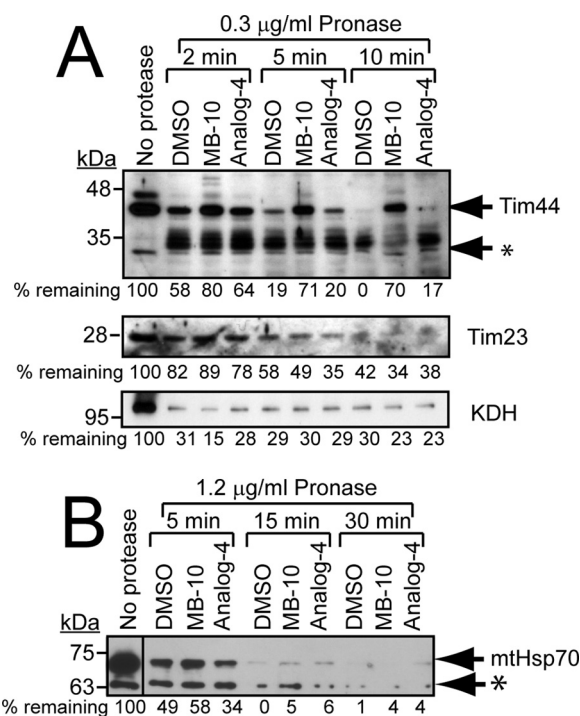 A
0.3 μg/ml Pronase
2 min 5 min 10 min
No protease DMSO MB-10 Analog-4 DMSO MB-10 Analog-4 DMSO MB-10 Analog-4
kDa
48
Tim44
35
*
% remaining 100 58 80 64 19 71 20 0 70 17
28 Tim23
% remaining 100 82 89 78 58 49 35 42 34 38
KDH
95
% remaining 100 31 15 28 29 30 29 30 23 23
B
1.2 μg/ml Pronase
5 min 15 min 30 min
No protease DMSO MB-10 Analog-4 DMSO MB-10 Analog-4 DMSO MB-10 Analog-4
kDa
75
mtHsp70
63 *
% remaining 100 49 58 34 0 5 6 1 4 4